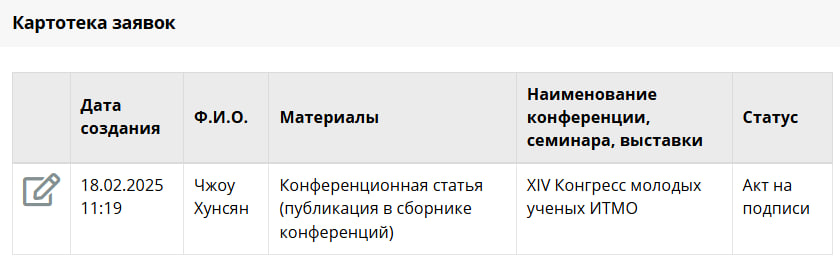 Картотека заявок
Дата
создания
Ф.И.О.
Материалы
Наименование
конференции,
семинара, выставки
Статус
18.02.2025
11:19
Чжоу
Хунсян
Конференционная статья
(публикация в сборнике
конференций)
XIV Конгресс молодых
ученых ИТМО
Акт на
подписи